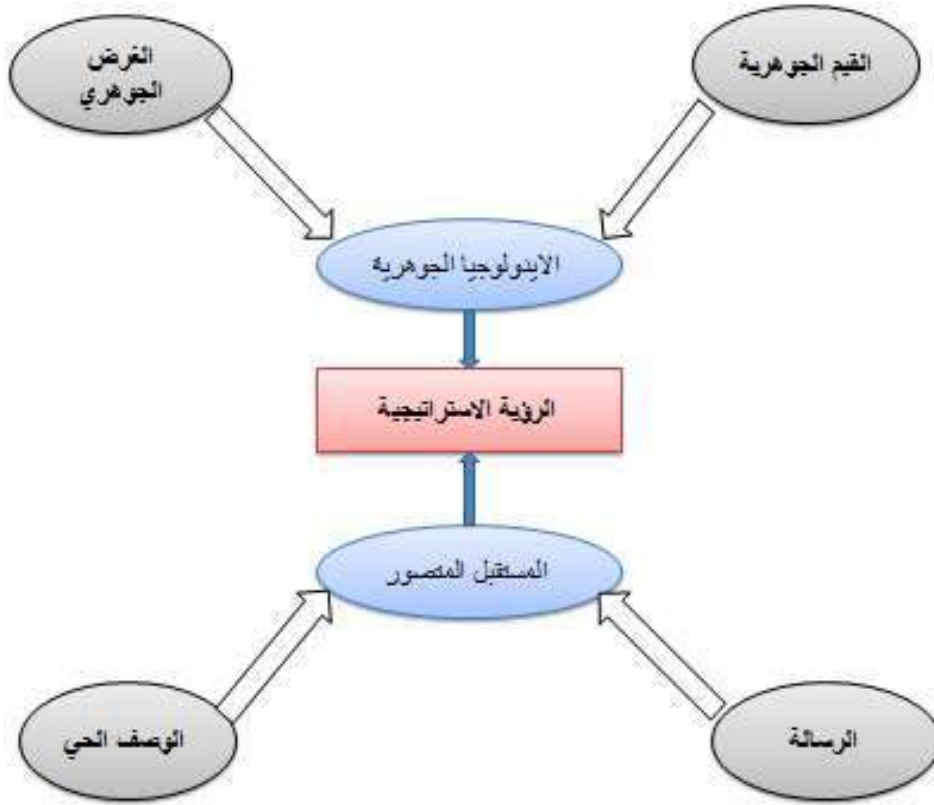 القيم الجوهرية
الغرض
الجوهري
الايدولوجيا الجوهرية
الرؤية الاستراتيجية
المستقبل المتصور
الرسالة
الوصف الحي